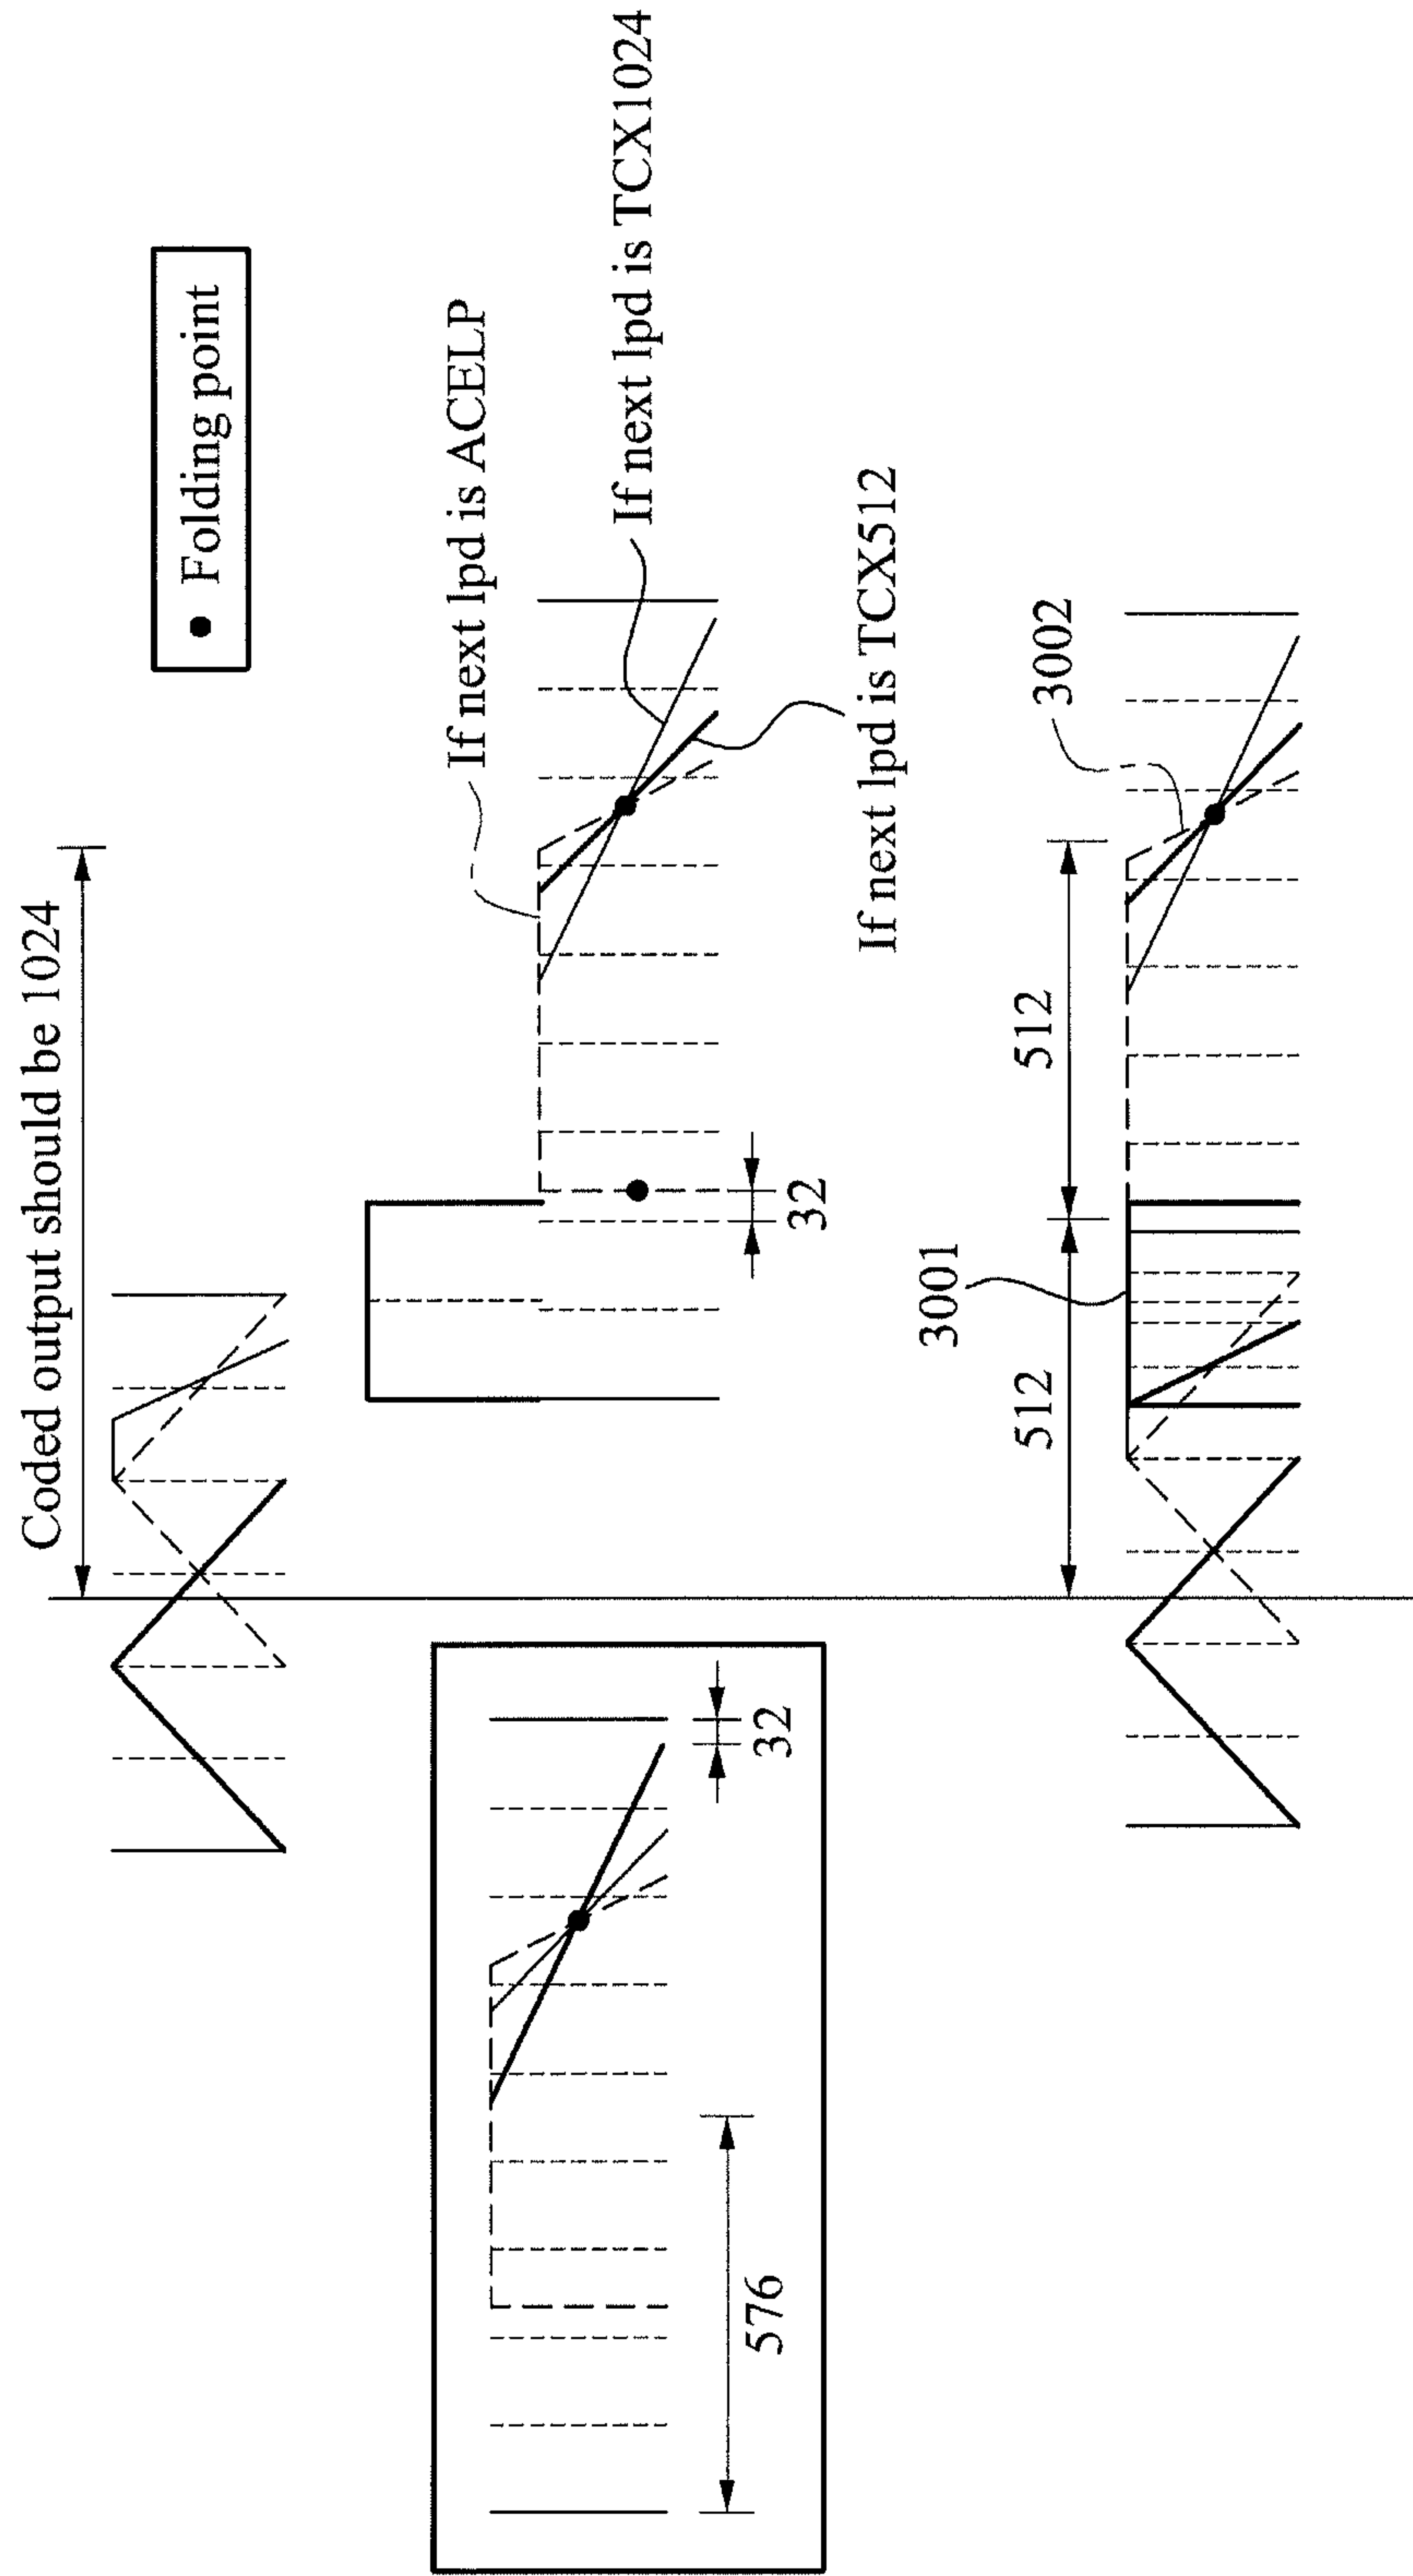 Coded output should be 1024
● Folding point
If next lpd is ACELP
If next lpd is TCX1024
If next lpd is TCX512
32
32
576
3001
3002
512
512